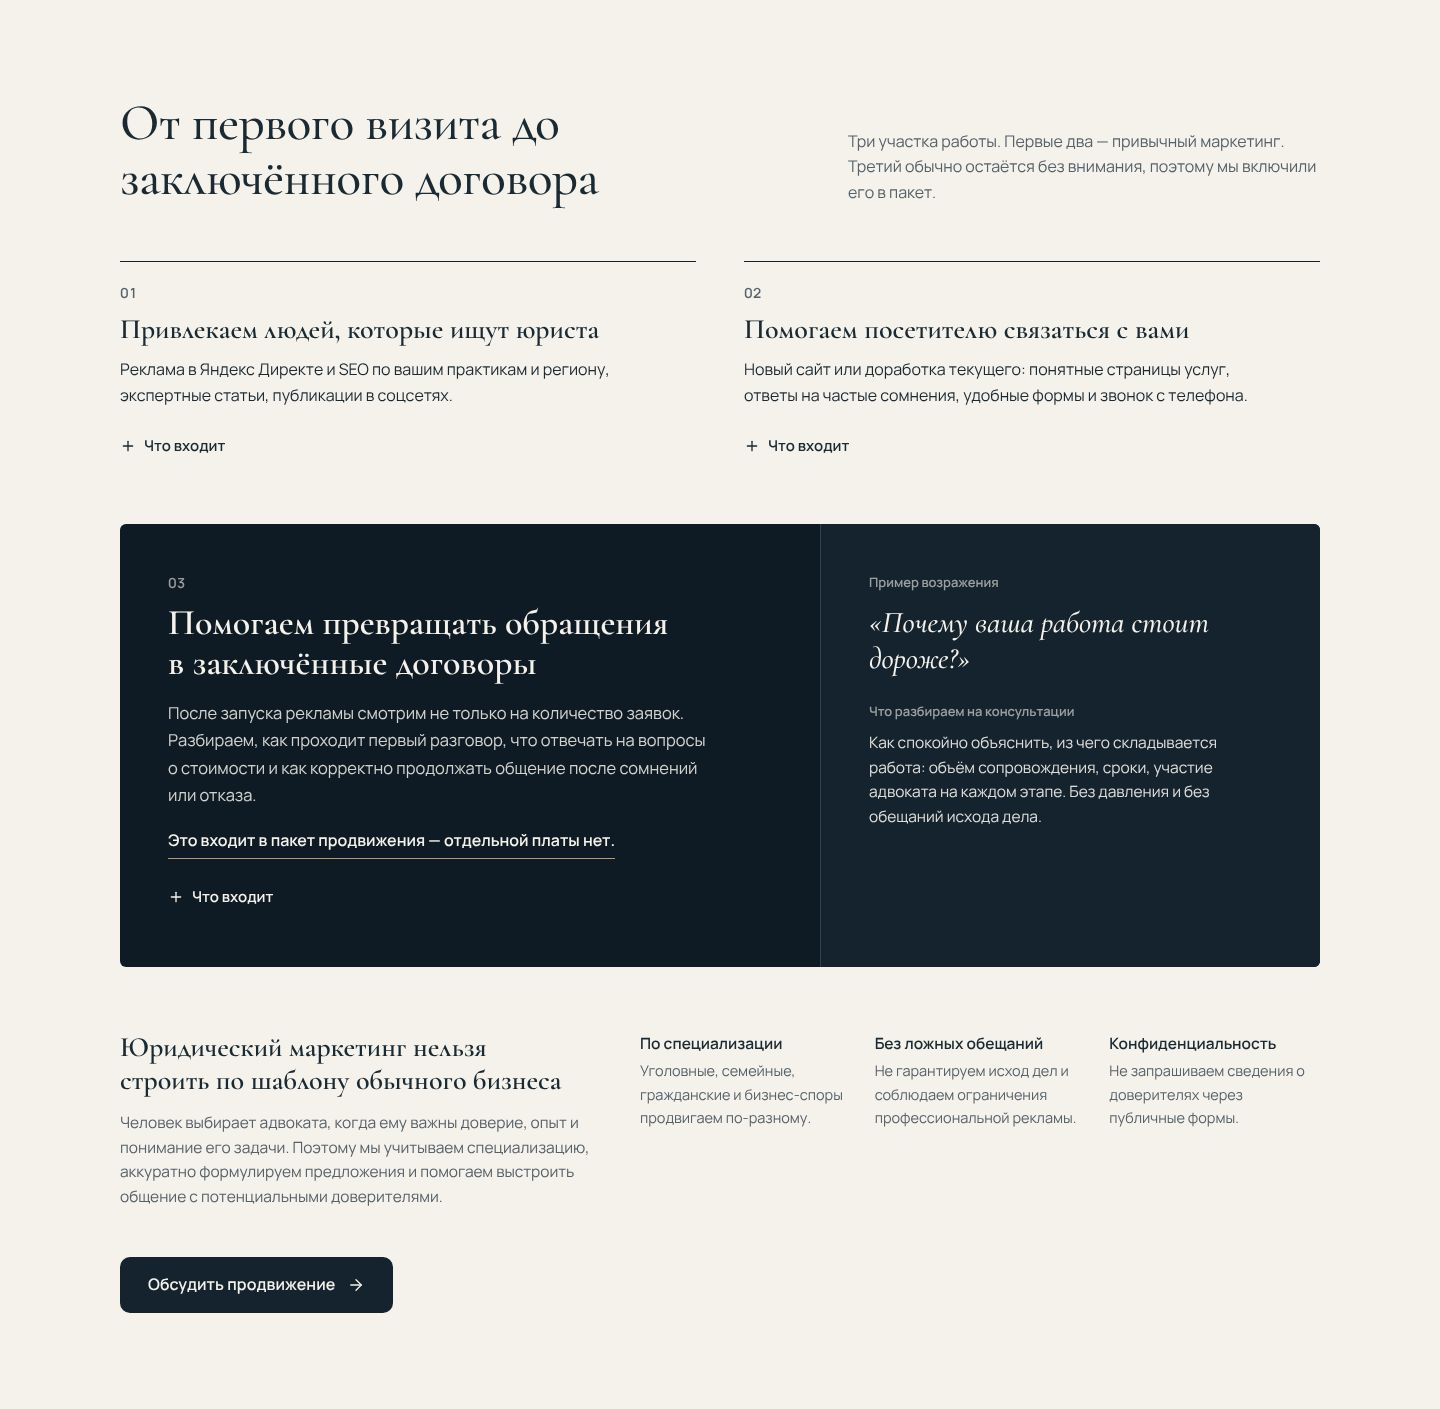 От первого визита до
заключённого договора
Три участка работы. Первые два — привычный маркетинг.
Третий обычно остаётся без внимания, поэтому мы включили
его в пакет.
01
Привлекаем людей, которые ищут юриста
Реклама в Яндекс Директе и SEO по вашим практикам и региону,
экспертные статьи, публикации в соцсетях.
+ Что входит
02
Помогаем посетителю связаться с вами
Новый сайт или доработка текущего: понятные страницы услуг,
ответы на частые сомнения, удобные формы и звонок с телефона.
+ Что входит
03
Помогаем превращать обращения
в заключённые договоры
После запуска рекламы смотрим не только на количество заявок.
Разбираем, как проходит первый разговор, что отвечать на вопросы
о стоимости и как корректно продолжать общение после сомнений
или отказа.
Это входит в пакет продвижения — отдельной платы нет.
+ Что входит
Пример возражения
«Почему ваша работа стоит
дороже?»
Что разбираем на консультации
Как спокойно объяснить, из чего складывается
работа: объём сопровождения, сроки, участие
адвоката на каждом этапе. Без давления и без
обещаний исхода дела.
Юридический маркетинг нельзя
строить по шаблону обычного бизнеса
Человек выбирает адвоката, когда ему важны доверие, опыт и
понимание его задачи. Поэтому мы учитываем специализацию,
аккуратно формулируем предложения и помогаем выстроить
общение с потенциальными доверителями.
По специализации
Уголовные, семейные,
гражданские и бизнес-споры
продвигаем по-разному.
Без ложных обещаний
Не гарантируем исход дел и
соблюдаем ограничения
профессиональной рекламы.
Конфиденциальность
Не запрашиваем сведения о
доверителях через
публичные формы.
Обсудить продвижение →